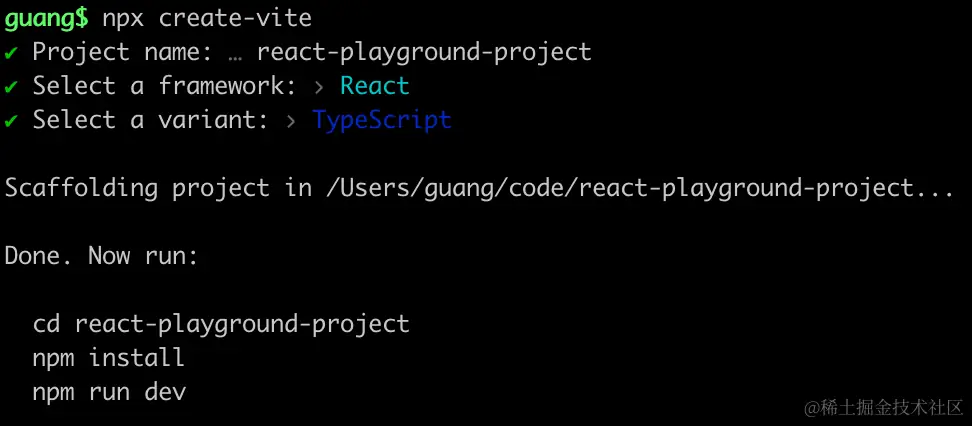 guang$ npx create-vite
✔ Project name: … react-playground-project
✔ Select a framework: › React
✔ Select a variant: › TypeScript
Scaffolding project in /Users/guang/code/react-playground-project...
Done. Now run:
cd react-playground-project
npm install
npm run dev
@稀土掘金技术社区